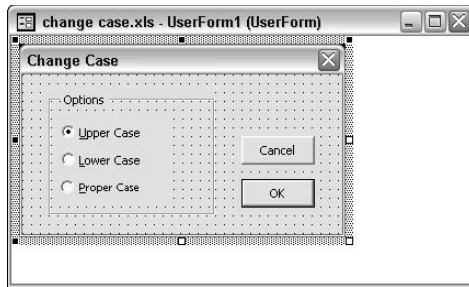 change case.xls - UserForm1 (UserForm)
Change Case
Options
Upper Case
Lower Case
Proper Case
Cancel
OK